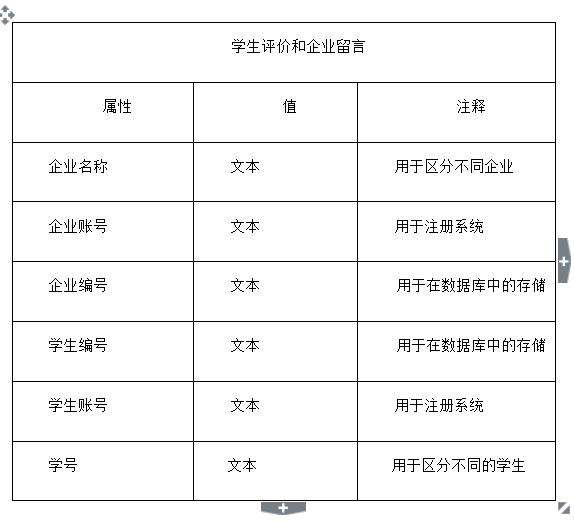 学生评价和企业留言
属性 值 注释
企业名称 文本 用于区分不同企业
企业账号 文本 用于注册系统
企业编号 文本 用于在数据库中的存储
学生编号 文本 用于在数据库中的存储
学生账号 文本 用于注册系统
学号 文本 用于区分不同的学生